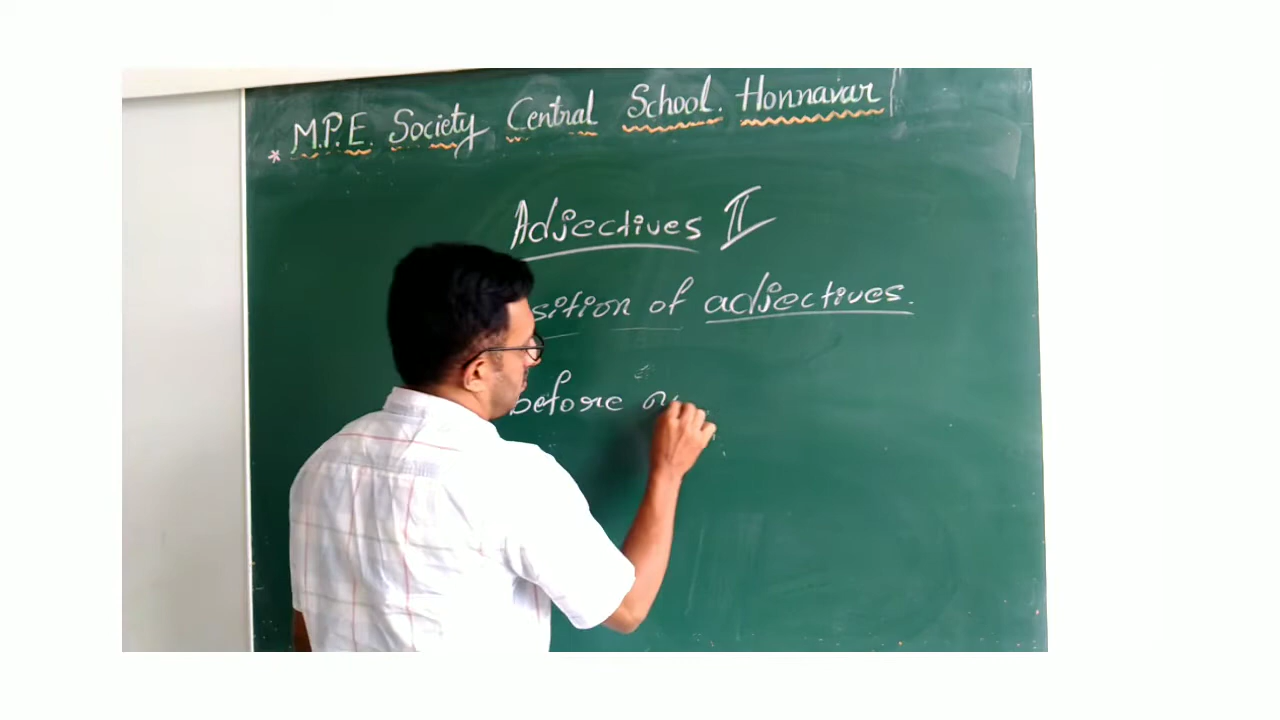 * M.P.E. Society Central School. Honnavar
Adjectives II
sition of adjectives.
before